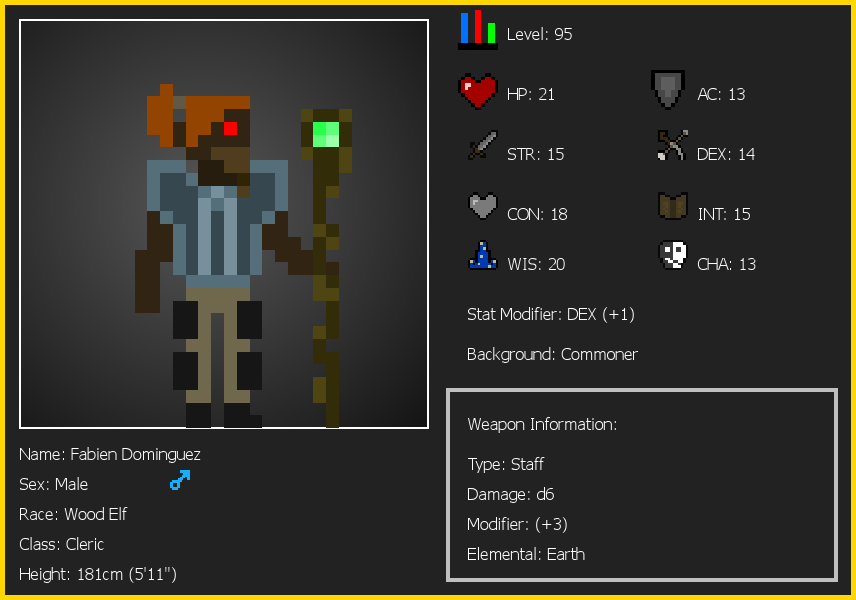 Level: 95
HP: 21
AC: 13
STR: 15
DEX: 14
CON: 18
INT: 15
WIS: 20
CHA: 13
Stat Modifier: DEX (+1)
Background: Commoner
Weapon Information:
Type: Staff
Damage: d6
Modifier: (+3)
Elemental: Earth
Name: Fabien Dominguez
Sex: Male
Race: Wood Elf
Class: Cleric
Height: 181cm (5'11")